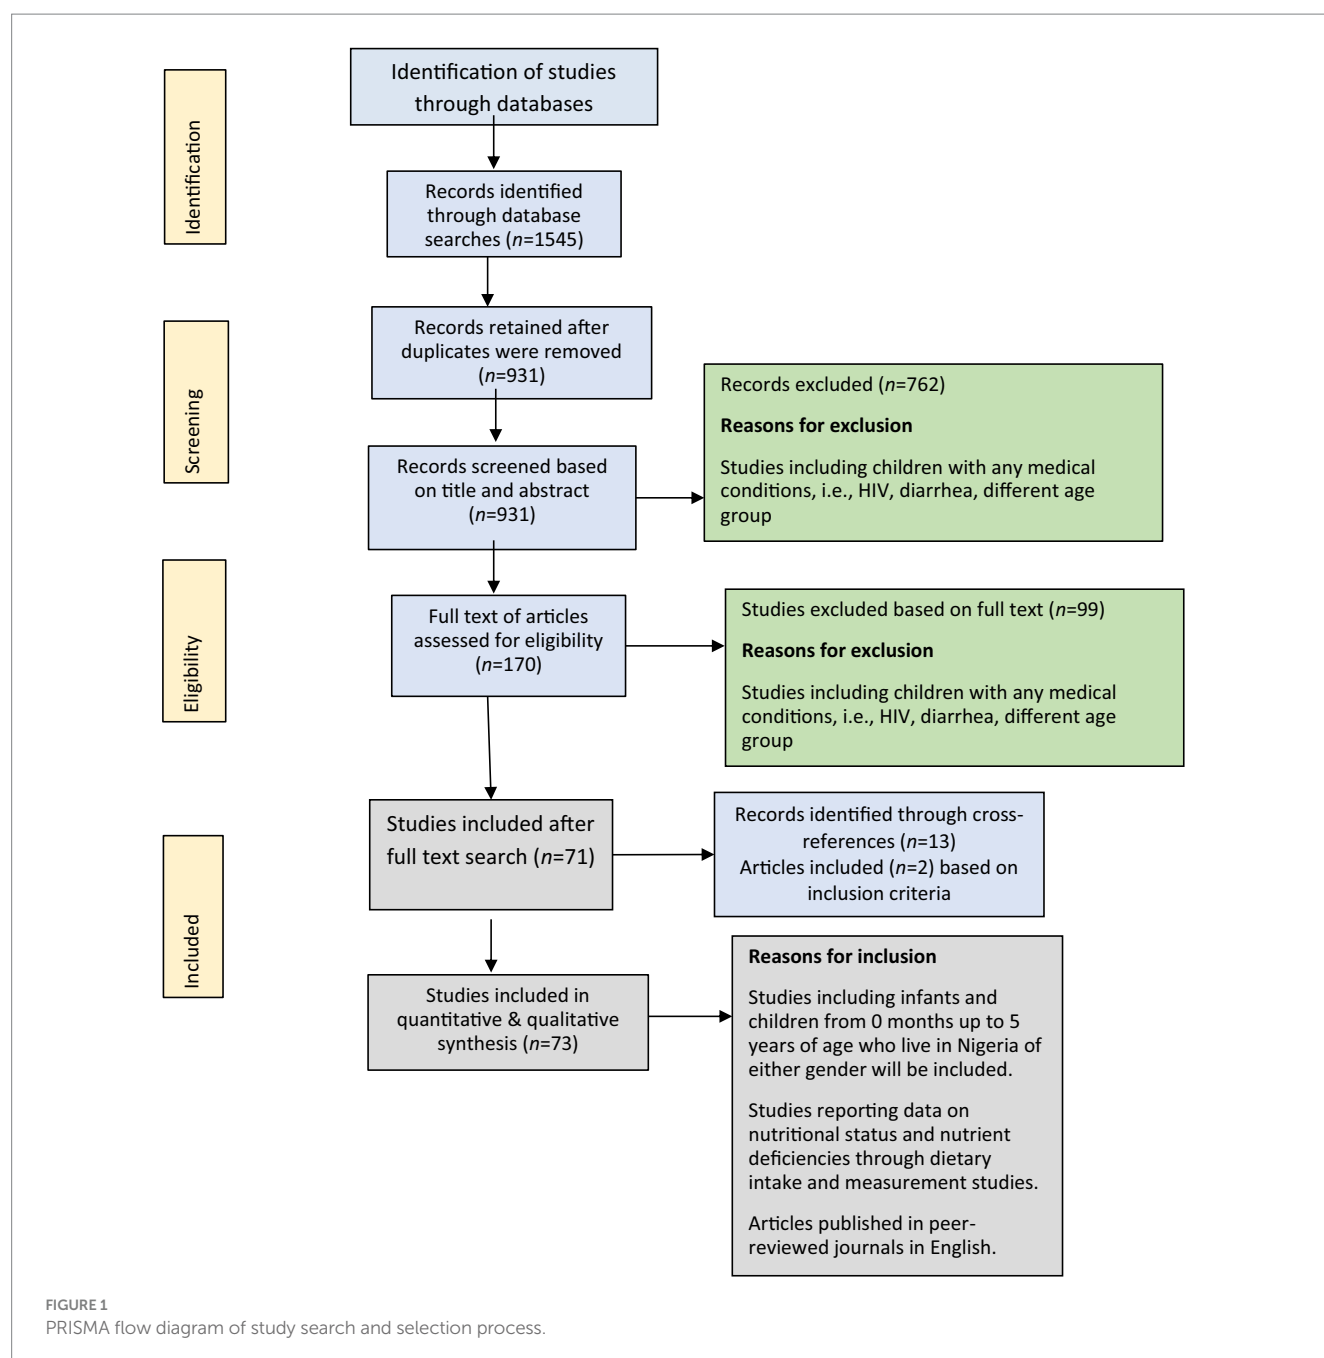 Identification
Identification of studies
through databases
Records identified
through database
searches (n=1545)
Screening
Records retained after
duplicates were removed
(n=931)
Records screened based
on title and abstract
(n=931)
Records excluded (n=762)
Reasons for exclusion
Studies including children with any medical
conditions, i.e., HIV, diarrhea, different age
group
Eligibility
Full text of articles
assessed for eligibility
(n=170)
Studies excluded based on full text (n=99)
Reasons for exclusion
Studies including children with any medical
conditions, i.e., HIV, diarrhea, different age
group
Included
Studies included after
full text search (n=71)
Records identified through cross-
references (n=13)
Articles included (n=2) based on
inclusion criteria
Studies included in
quantitative & qualitative
synthesis (n=73)
Reasons for inclusion
Studies including infants and
children from 0 months up to 5
years of age who live in Nigeria of
either gender will be included.
Studies reporting data on
nutritional status and nutrient
deficiencies through dietary
intake and measurement studies.
Articles published in peer-
reviewed journals in English.
FIGURE 1
PRISMA flow diagram of study search and selection process.